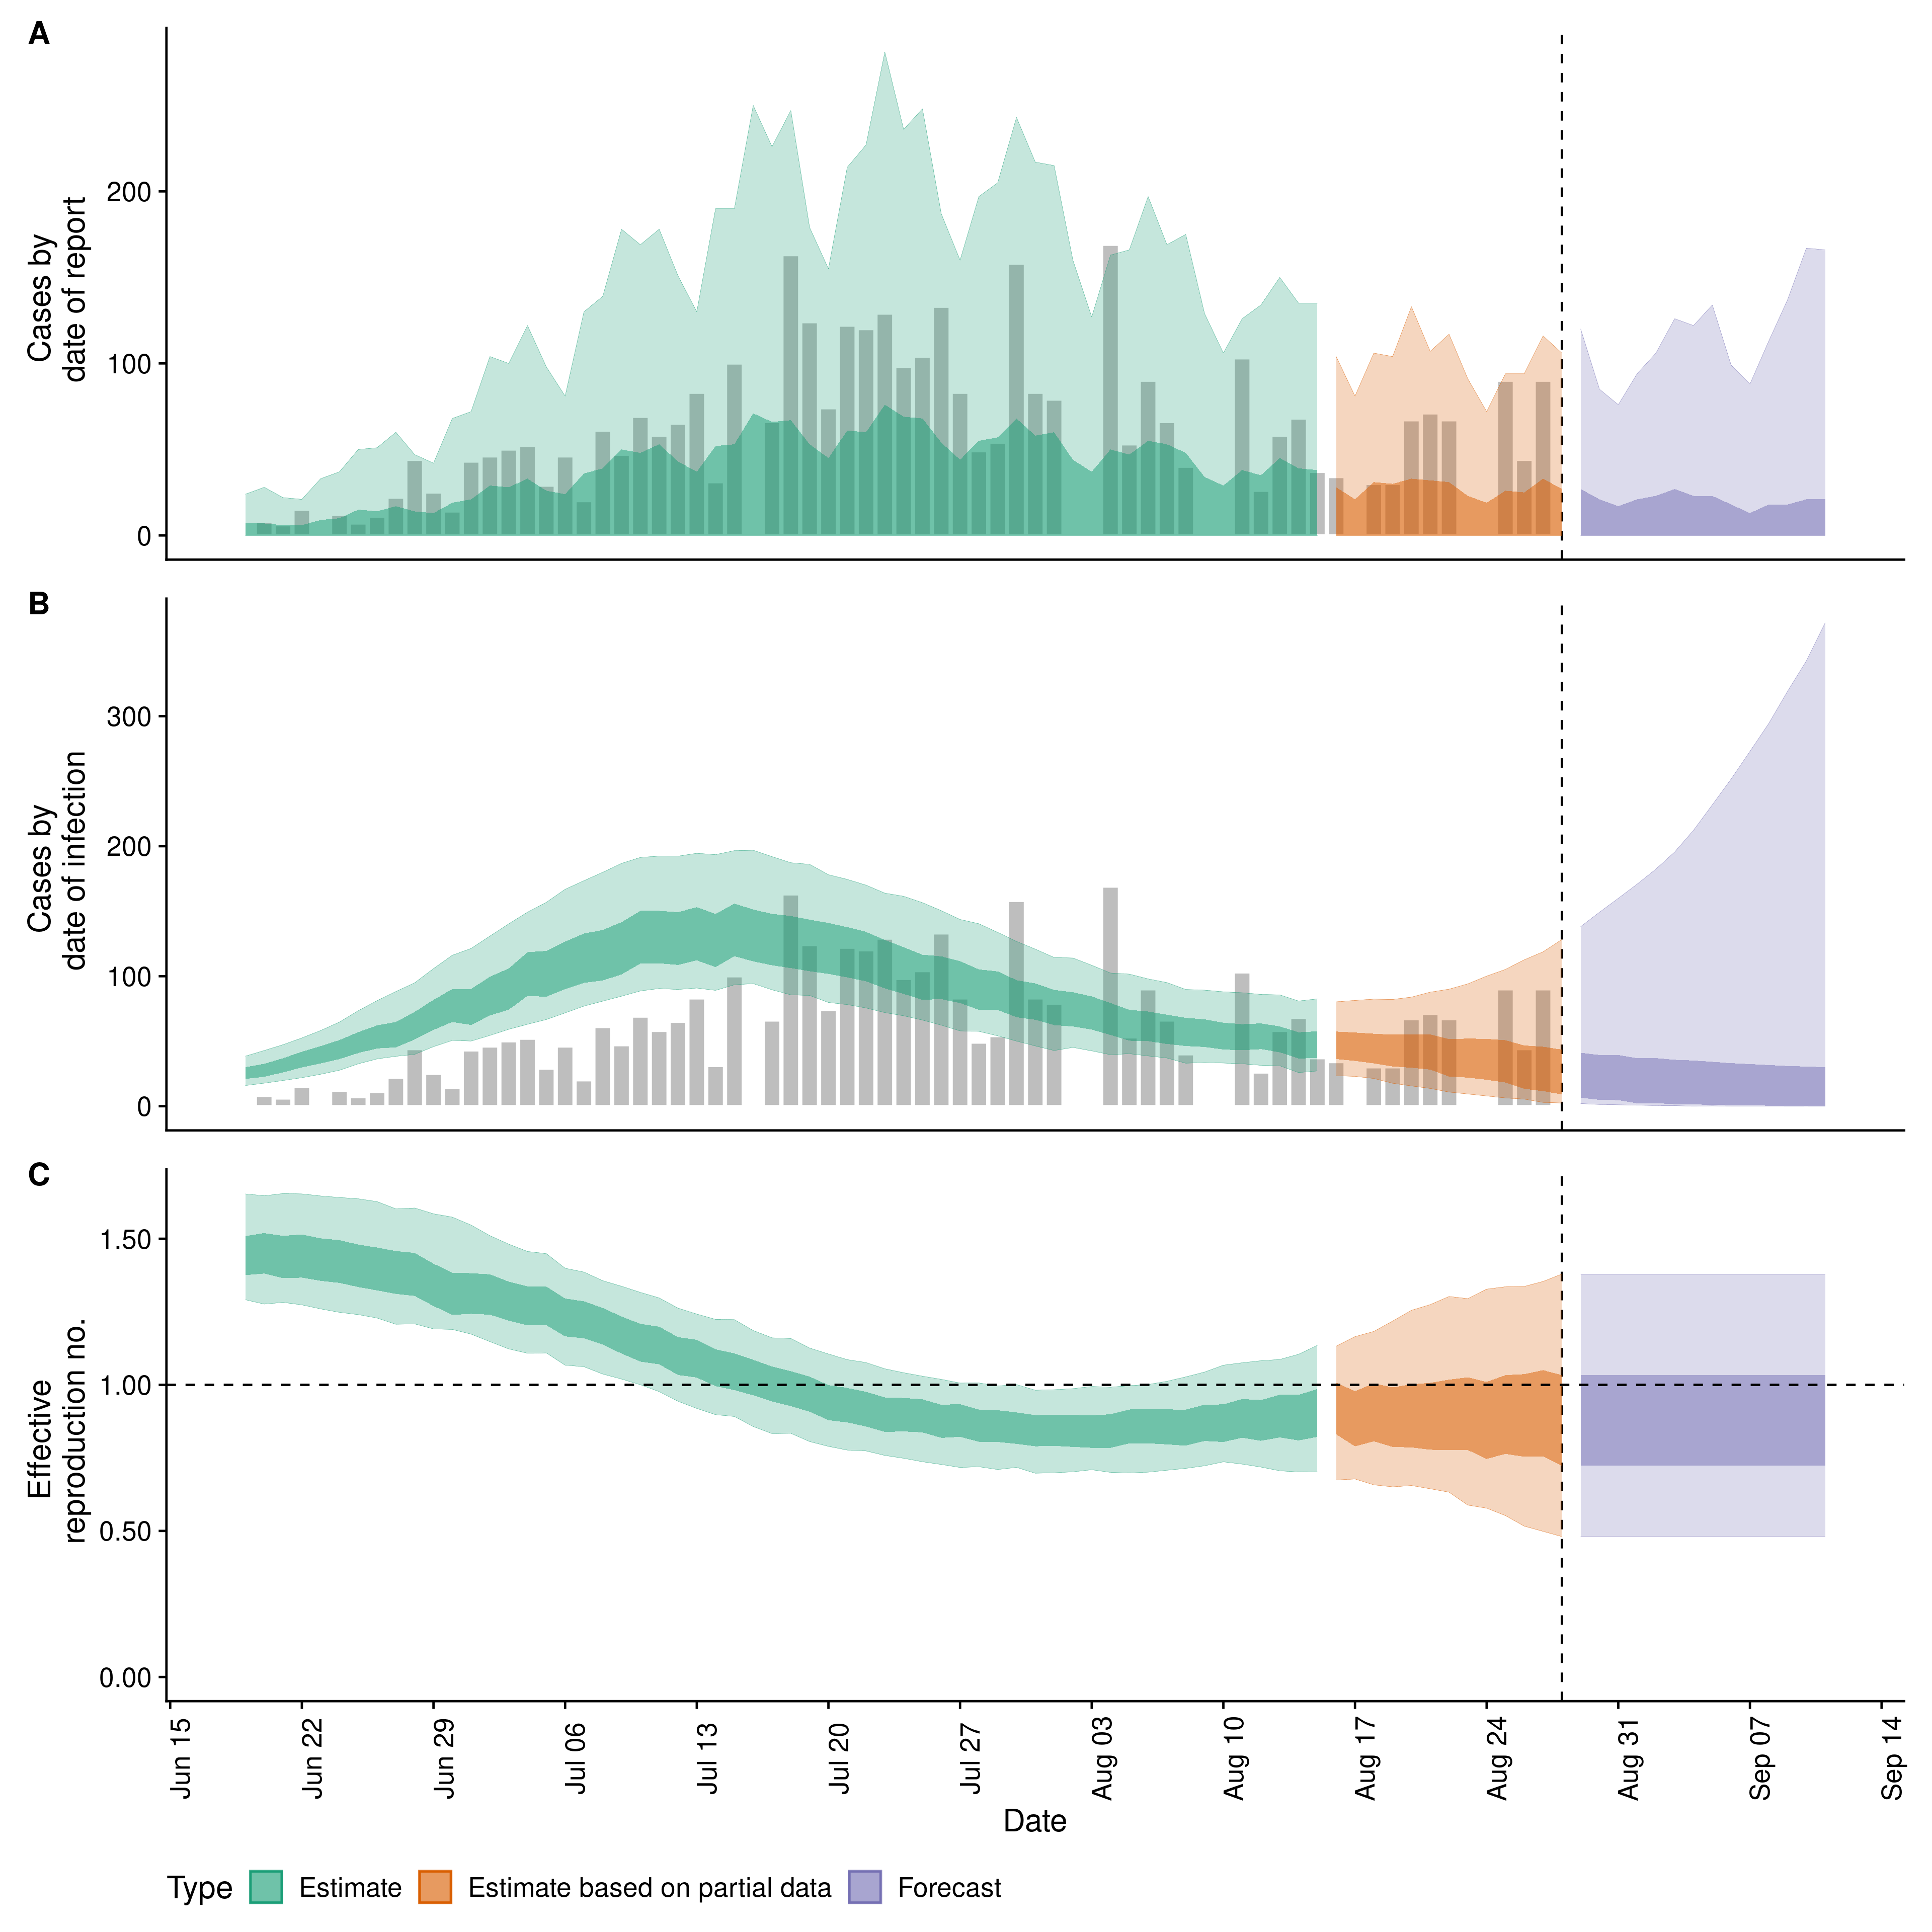 A
Cases by
date of report
200
100
0
B
Cases by
date of infection
300
200
100
0
C
Effective
reproduction no.
1.50
1.00
0.50
0.00
Jun 15
Jun 22
Jun 29
Jul 06
Jul 13
Jul 20
Jul 27
Aug 03
Aug 10
Aug 17
Aug 24
Aug 31
Sep 07
Sep 14
Date
Type Estimate Estimate based on partial data Forecast